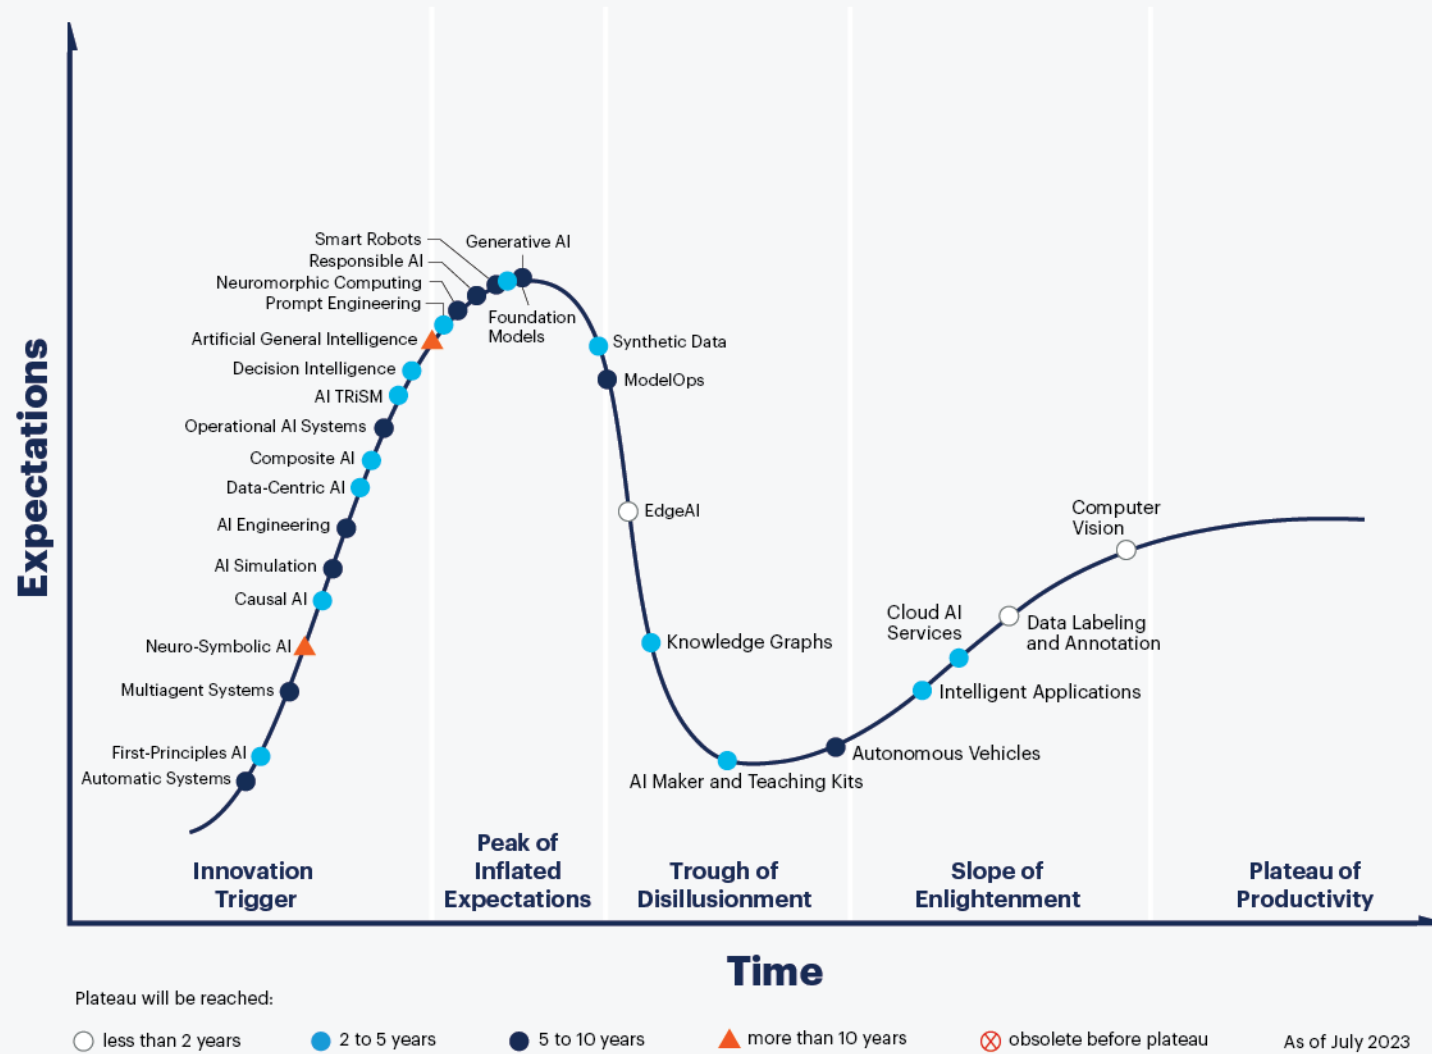 Expectations
Smart Robots
Generative AI
Responsible AI
Neuromorphic Computing
Prompt Engineering
Foundation
Models
Artificial General Intelligence
Synthetic Data
Decision Intelligence
ModelOps
AI TRiSM
Operational AI Systems
Composite AI
Data-Centric AI
EdgeAI
Computer
Vision
AI Engineering
AI Simulation
Causal AI
Cloud AI
Services
Data Labeling
and Annotation
Neuro-Symbolic AI
Knowledge Graphs
Multiagent Systems
Intelligent Applications
First-Principles AI
Autonomous Vehicles
Automatic Systems
AI Maker and Teaching Kits
Innovation
Trigger
Peak of
Inflated
Expectations
Trough of
Disillusionment
Slope of
Enlightenment
Plateau of
Productivity
Time
Plateau will be reached:
less than 2 years
2 to 5 years
5 to 10 years
more than 10 years
obsolete before plateau
As of July 2023